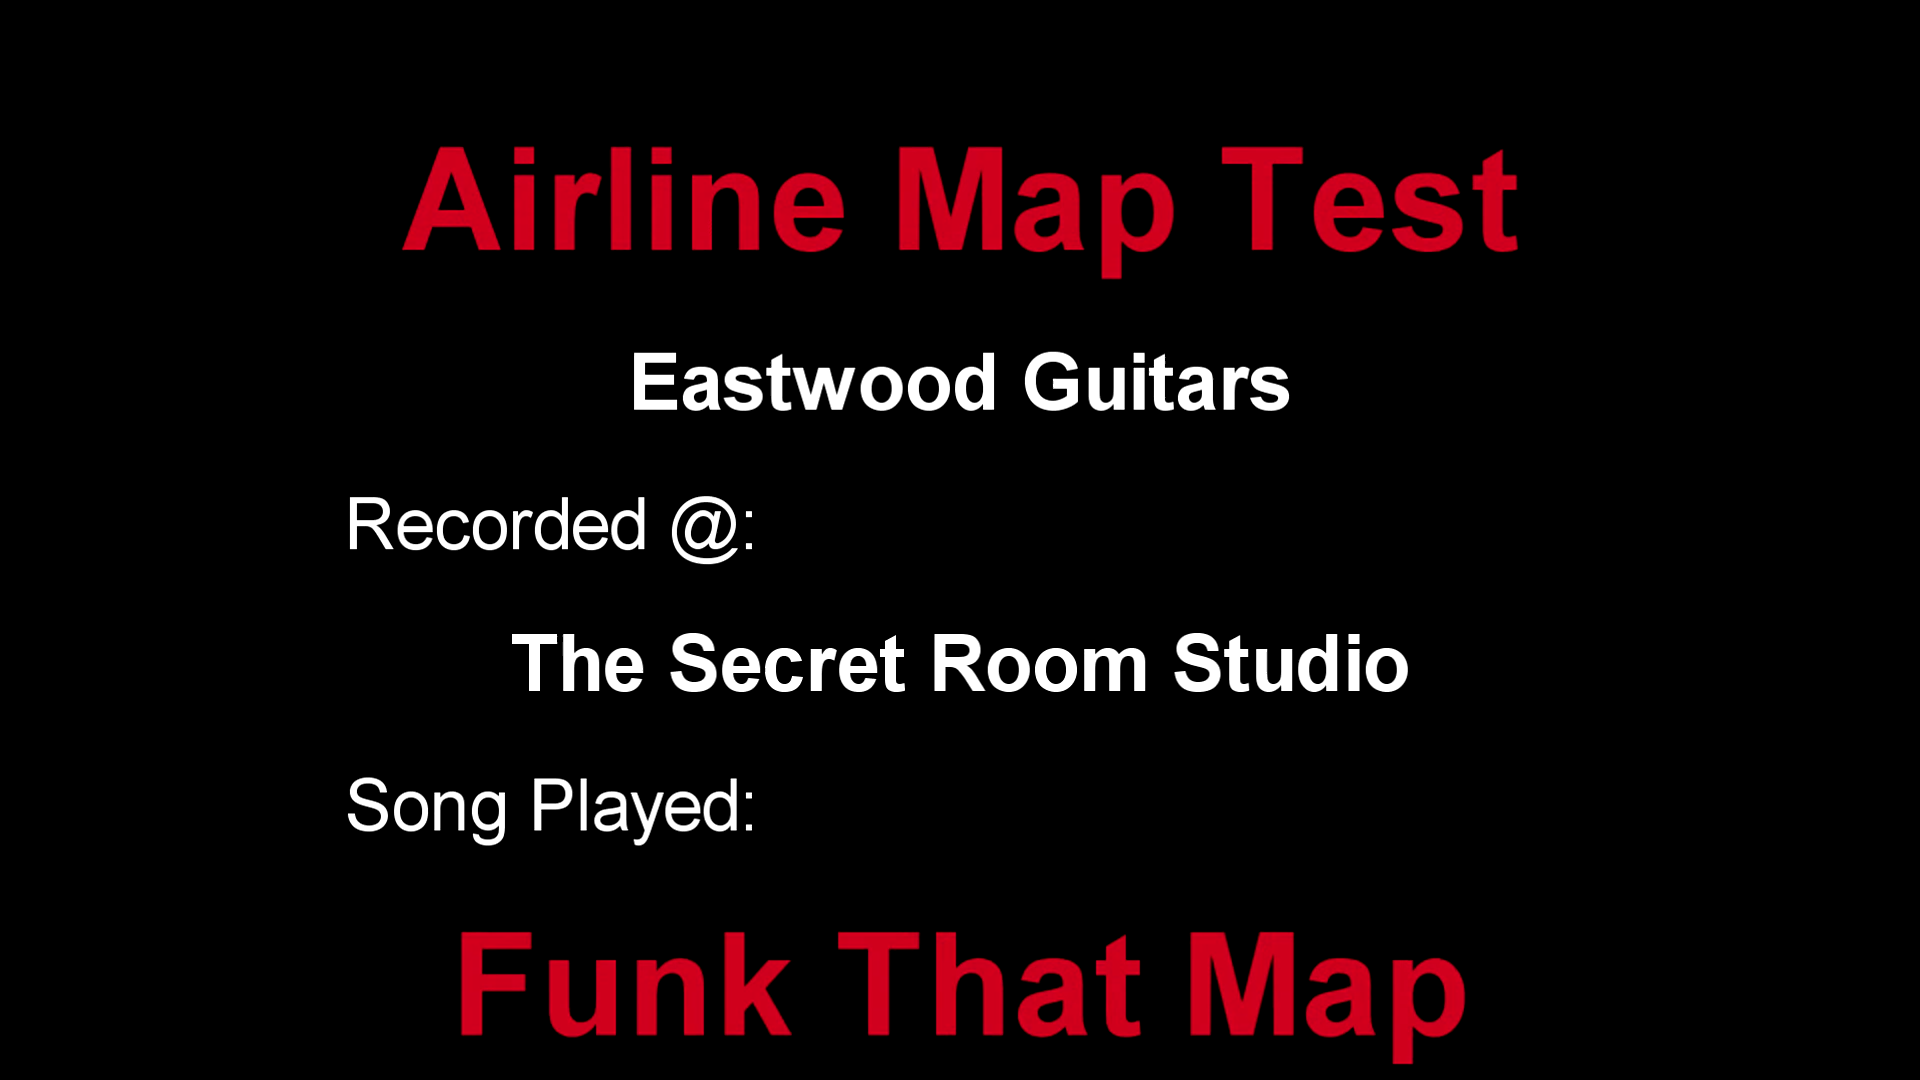 Airline Map Test
Eastwood Guitars
Recorded @:
The Secret Room Studio
Song Played:
Funk That Map